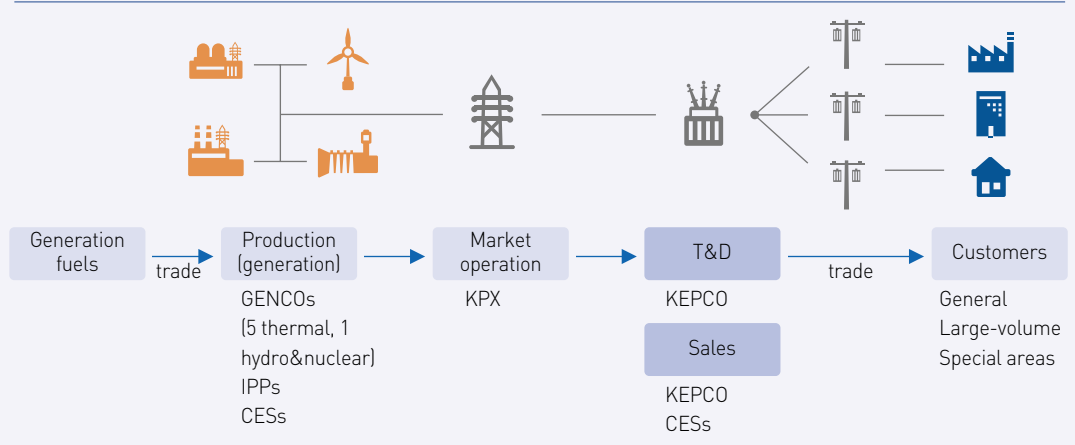 Generation
fuels
trade
Production
(generation)
GENCOs
(5 thermal, 1
hydro&nuclear)
IPPs
CESs
Market
operation
KPX
T&D
KEPCO
Sales
KEPCO
CESs
trade
Customers
General
Large-volume
Special areas